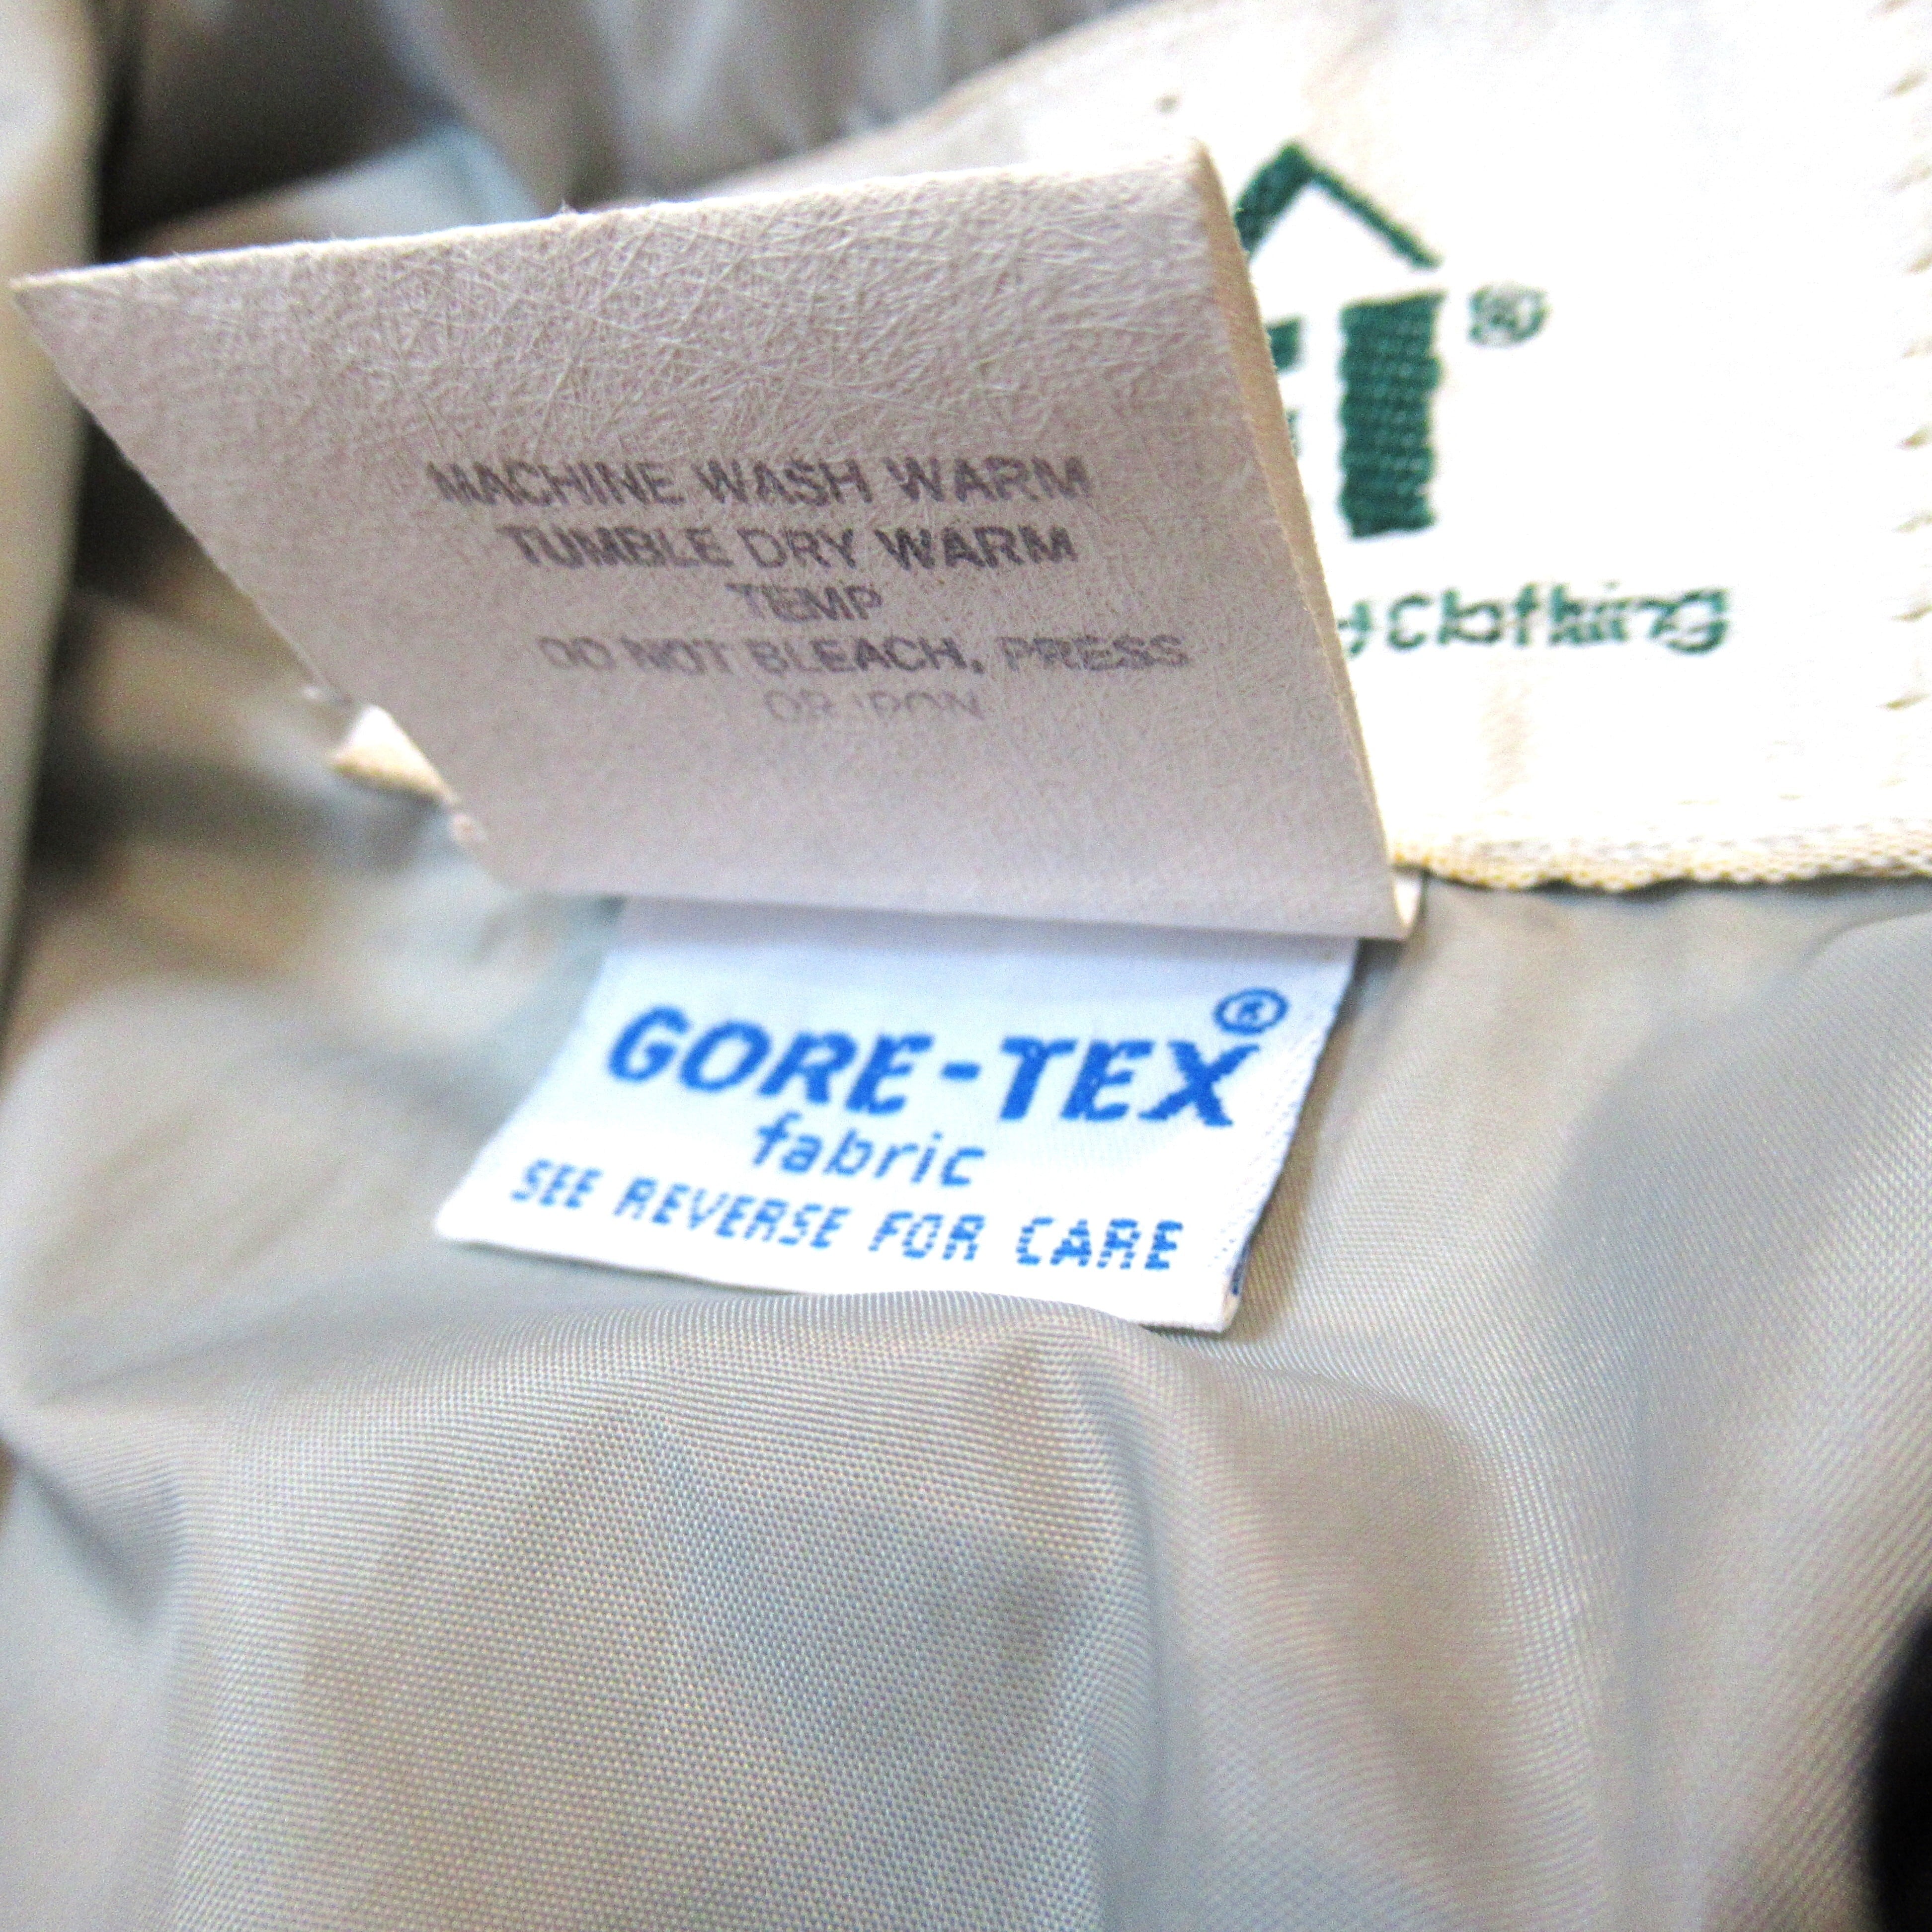 MACHINE WASH WARM
TUMBLE DRY WARM
TEMP
DO NOT BLEACH, PRESS
OR IRON
®
Clothing
GORE-TEX®
fabric
SEE REVERSE FOR CARE